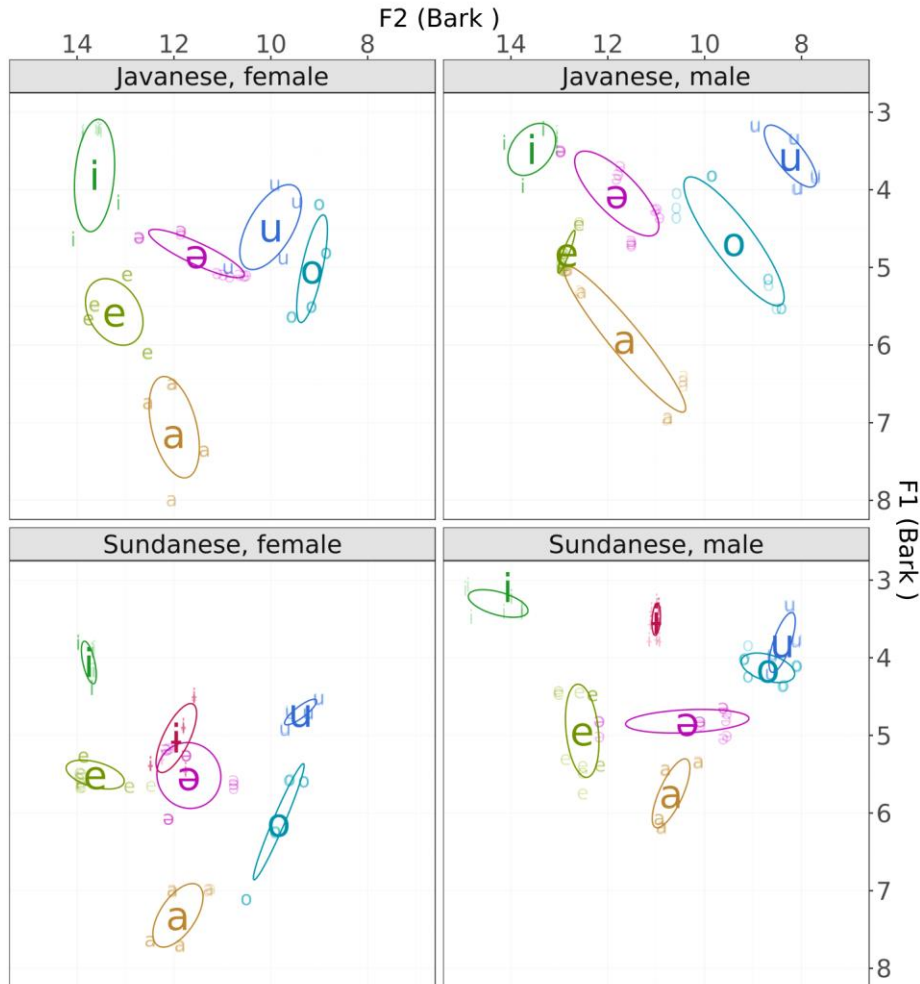 F2 (Bark )
14 12 10 8 14 12 10 8
Javanese, female Javanese, male
i ə u o e a
i ə u e o a
3
4
5
6
7
8
F1 (Bark )
Sundanese, female Sundanese, male
i ɨ u e ə o a
i ɨ u o e ə a
3
4
5
6
7
8